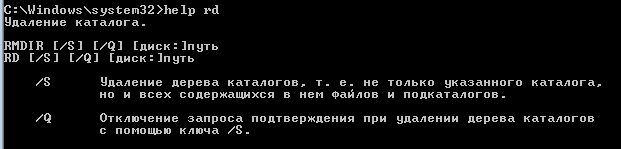 C:\Windows\system32>help rd
Удаление каталога.
RMDIR [/S] [/Q] [диск:]путь
RD [/S] [/Q] [диск:]путь
/S Удаление дерева каталогов, т. е. не только указанного каталога,
но и всех содержащихся в нем файлов и подкаталогов.
/Q Отключение запроса подтверждения при удалении дерева каталогов
с помощью ключа /S.